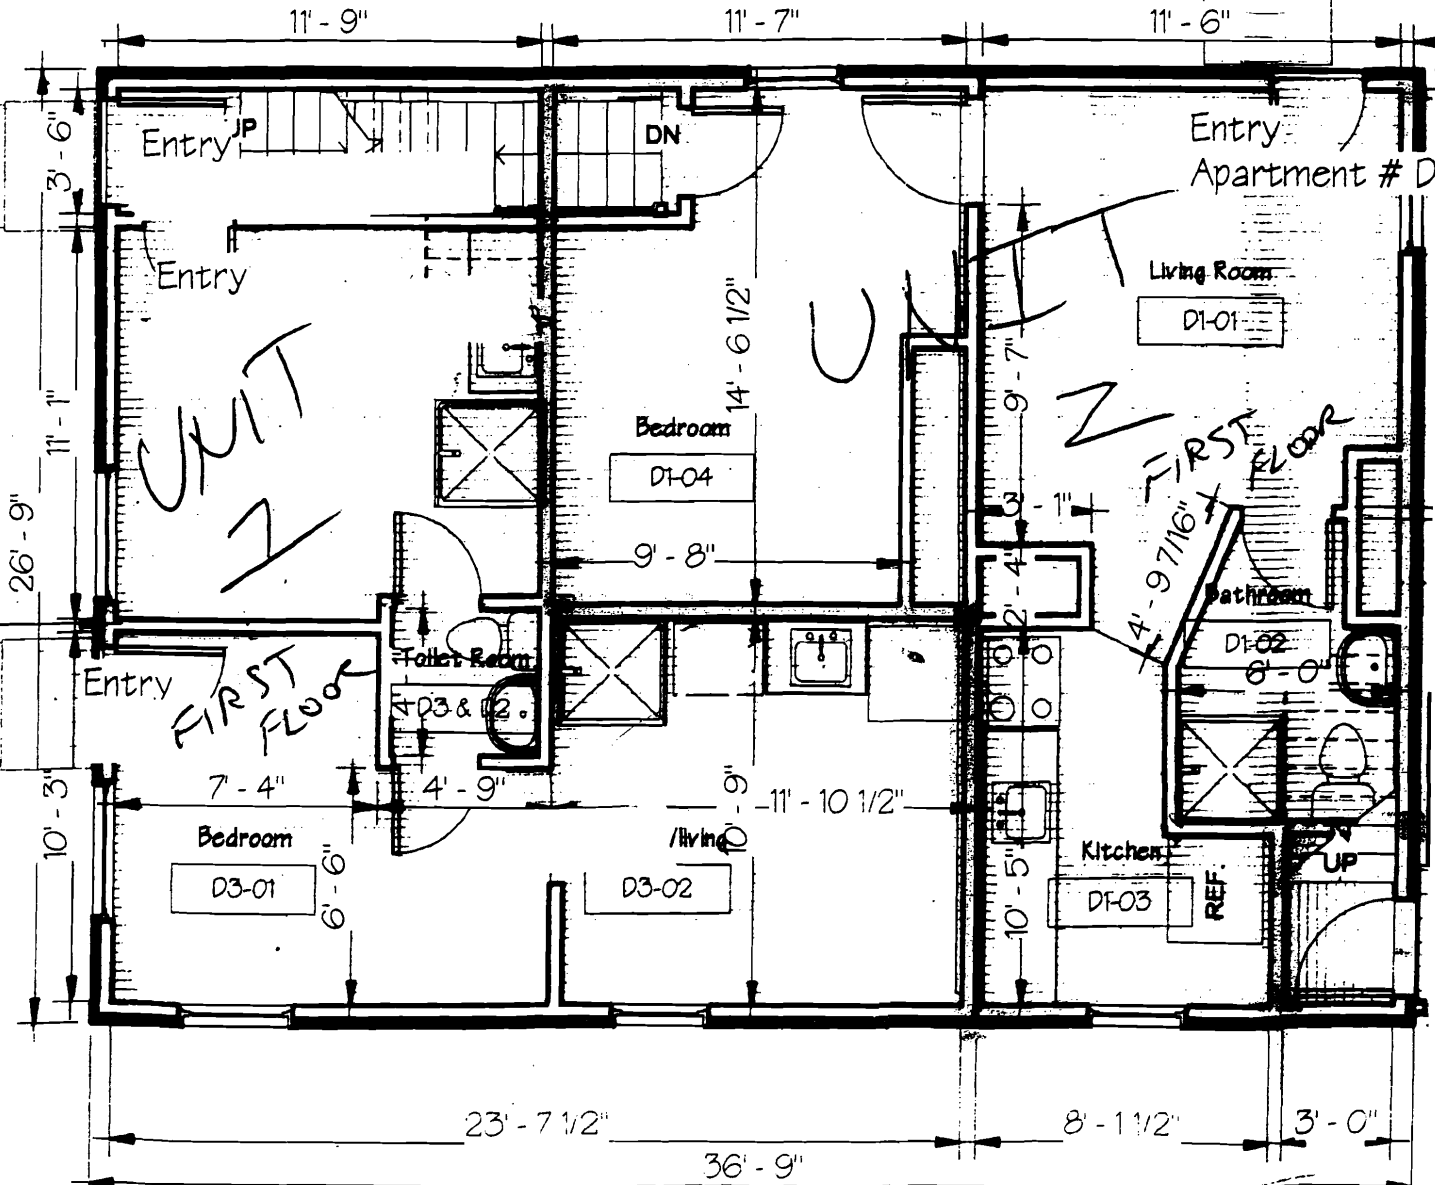 11' - 9"
11' - 7"
11' - 6"
3' - 6"
Entry
UP
DN
Entry
Apartment # D
Entry
Living Room
D1-01
UNIT
1
U
2
14' - 6 1/2"
9' - 7"
11' - 1"
26' - 9"
Bedroom
D1-04
FIRST
FLOOR
3' - 1"
4' - 9 7/16"
9' - 8"
2' - 4"
Bathroom
D1-02
6' - 0"
Entry
FIRST
FLOOR
Toilet Room
D3 & D2
7' - 4"
4' - 9"
10' - 9"
11' - 10 1/2"
10' - 3"
Bedroom
D3-01
6' - 6"
/living
D3-02
Kitchen
D1-03
10' - 5"
REF.
UP
23' - 7 1/2"
8' - 1 1/2"
3' - 0"
36' - 9"